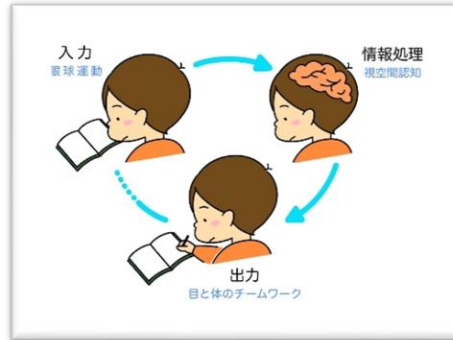 入力
眼球運動
情報処理
視空間認知
出力
目と体のチームワーク